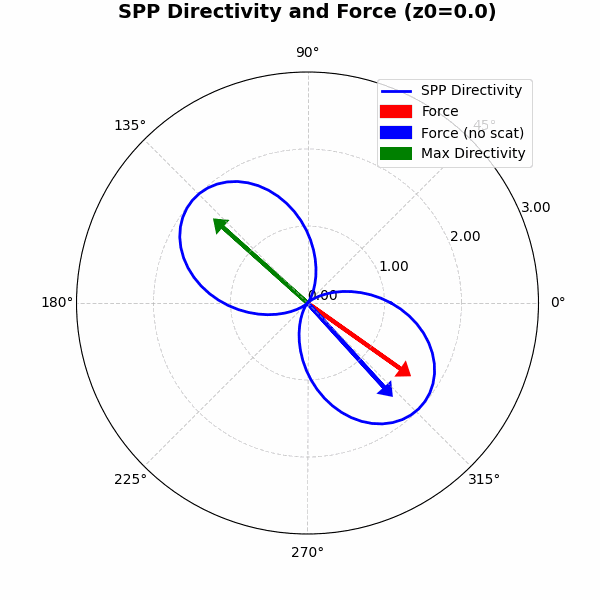 SPP Directivity and Force (z0=0.0)
90°
SPP Directivity
Force
Force (no scat)
Max Directivity
45°
135°
3.00
2.00
1.00
0.00
180°
0°
225°
315°
270°